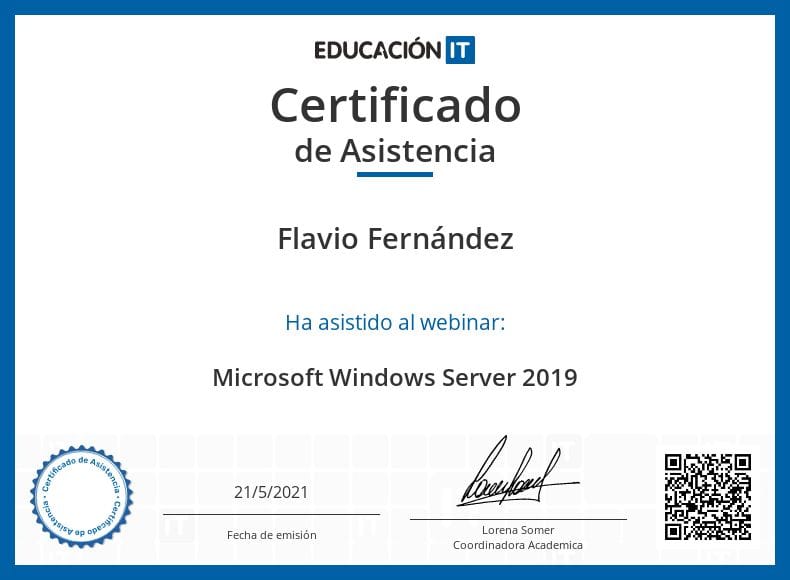 EDUCACIÓN IT
Certificado
de Asistencia
Flavio Fernández
Ha asistido al webinar:
Microsoft Windows Server 2019
Certificado de Asistencia • Certificado de Asistencia •
21/5/2021
Fecha de emisión
Lorena Somer
Coordinadora Academica